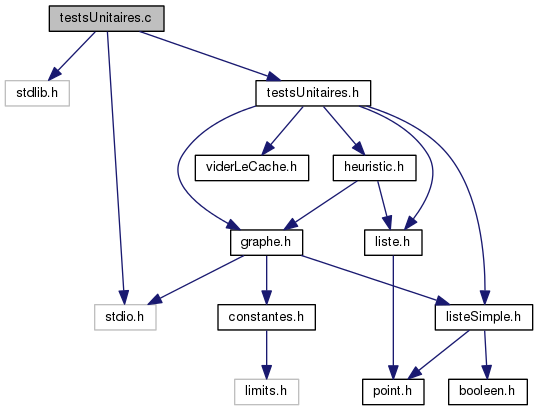 testsUnitaires.c
stdlib.h
testsUnitaires.h
viderLeCache.h
heuristic.h
graphe.h
liste.h
stdio.h
constantes.h
listeSimple.h
limits.h
point.h
booleen.h